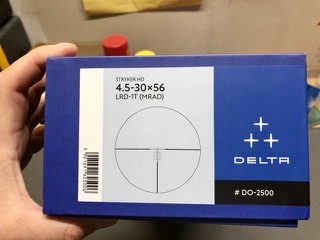 STRYKER HD
4.5-30×56
LRD-1T (MRAD)
DELTA
# DO-2500